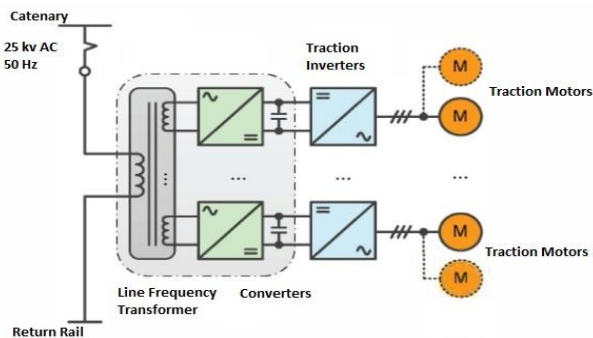 Catenary
25 kv AC
50 Hz
Traction
Inverters
M
Traction Motors
M
...
...
...
...
M
Traction Motors
M
Line Frequency
Transformer
Converters
Return Rail